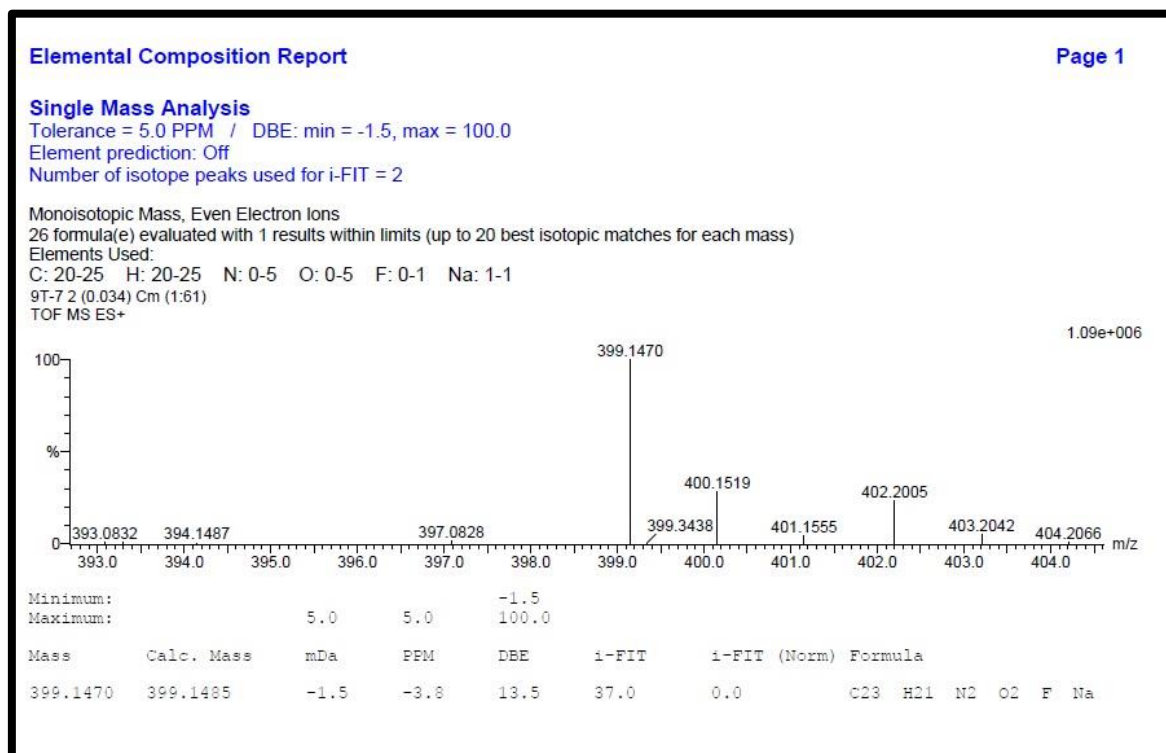 Elemental Composition Report Page 1
Single Mass Analysis
Tolerance = 5.0 PPM / DBE: min = -1.5, max = 100.0
Element prediction: Off
Number of isotope peaks used for i-FIT = 2
Monoisotopic Mass, Even Electron Ions
26 formula(e) evaluated with 1 results within limits (up to 20 best isotopic matches for each mass)
Elements Used:
C: 20-25 H: 20-25 N: 0-5 O: 0-5 F: 0-1 Na: 1-1
9T-7 2 (0.034) Cm (1:61)
TOF MS ES+
1.09e+006
100
%
0
399.1470
400.1519
402.2005
393.0832 394.1487 397.0828 399.3438 401.1555 403.2042 404.2066
m/z
393.0 394.0 395.0 396.0 397.0 398.0 399.0 400.0 401.0 402.0 403.0 404.0
Minimum: -1.5
Maximum: 5.0 5.0 100.0
Mass Calc. Mass mDa PPM DBE i-FIT i-FIT (Norm) Formula
399.1470 399.1485 -1.5 -3.8 13.5 37.0 0.0 C23 H21 N2 O2 F Na